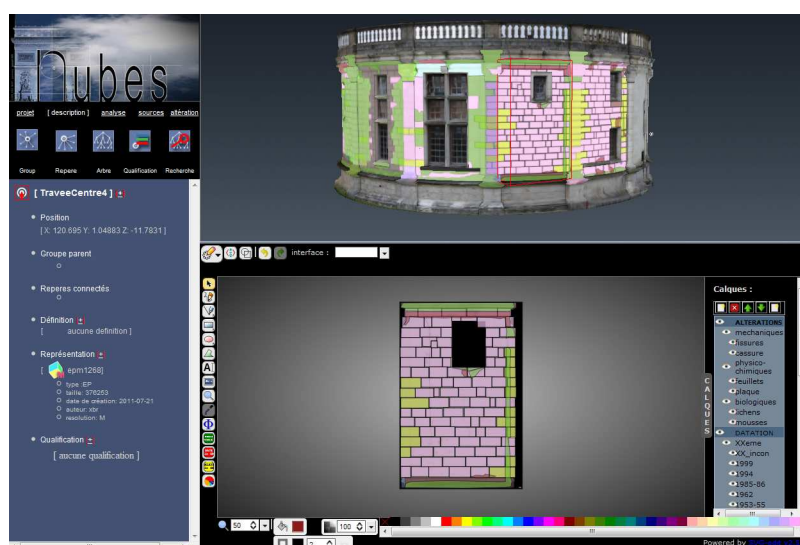 nubes
projet [ description ] analyse sources altération
Group Repere Arbre Qualification Recherche
[ TraveeCentre4 ]
Position
[ X: 120.695 Y: 1.04883 Z: -11.7831 ]
Groupe parent
Reperes connectés
Définition
[ aucune definition ]
Représentation
[ epm1268]
type :EP
taille: 376253
date de création: 2011-07-21
auteur: xbr
resolution: M
Qualification
[ aucune qualification ]
interface :
A
CALQUES
Calques :
ALTERATIONS
mechaniques
fissures
cassure
physico-
chimiques
feuillets
plaque
biologiques
lichens
mousses
DATATION
XXeme
XX_incon
1999
1994
1985-86
1962
1953-55
50
100
Powered by